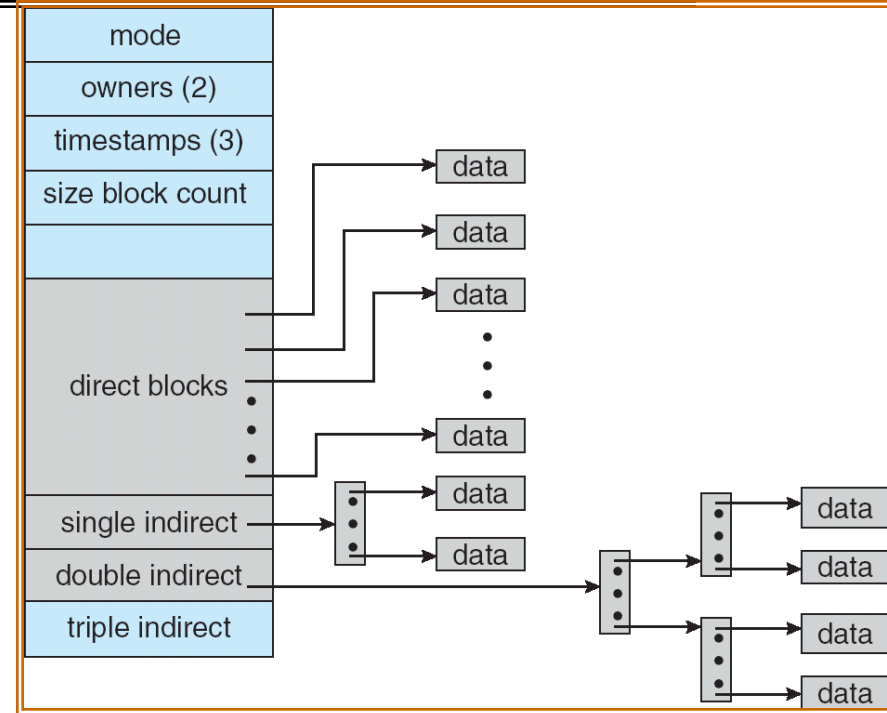 mode
owners (2)
timestamps (3)
size block count
data
data
data
direct blocks
data
single indirect
data
data
double indirect
data
data
triple indirect
data
data